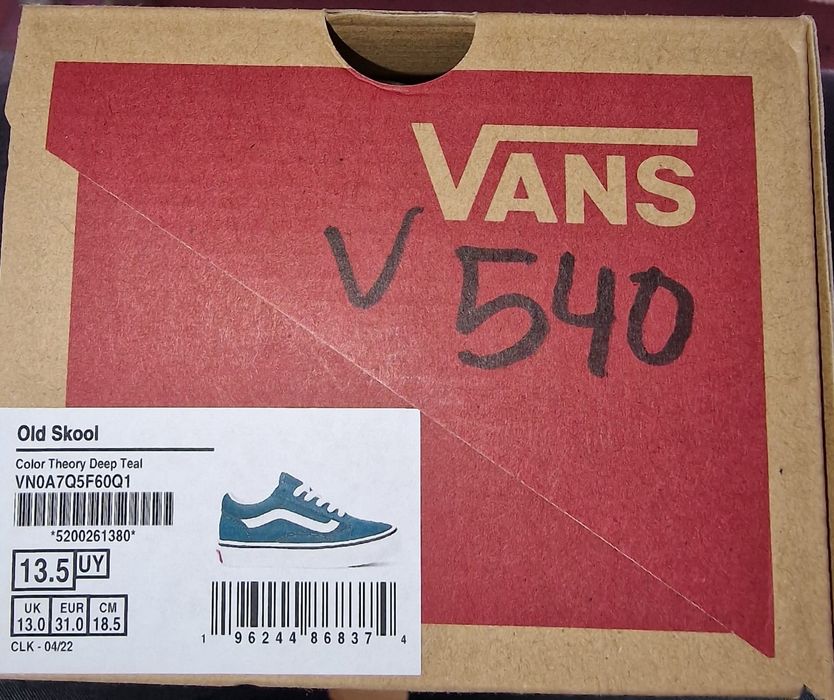 VANS
V 540
Old Skool
Color Theory Deep Teal
VN0A7Q5F60Q1
*5200261380*
13.5 UY
UK EUR CM
13.0 31.0 18.5
CLK - 04/22
1 96244 86837 4